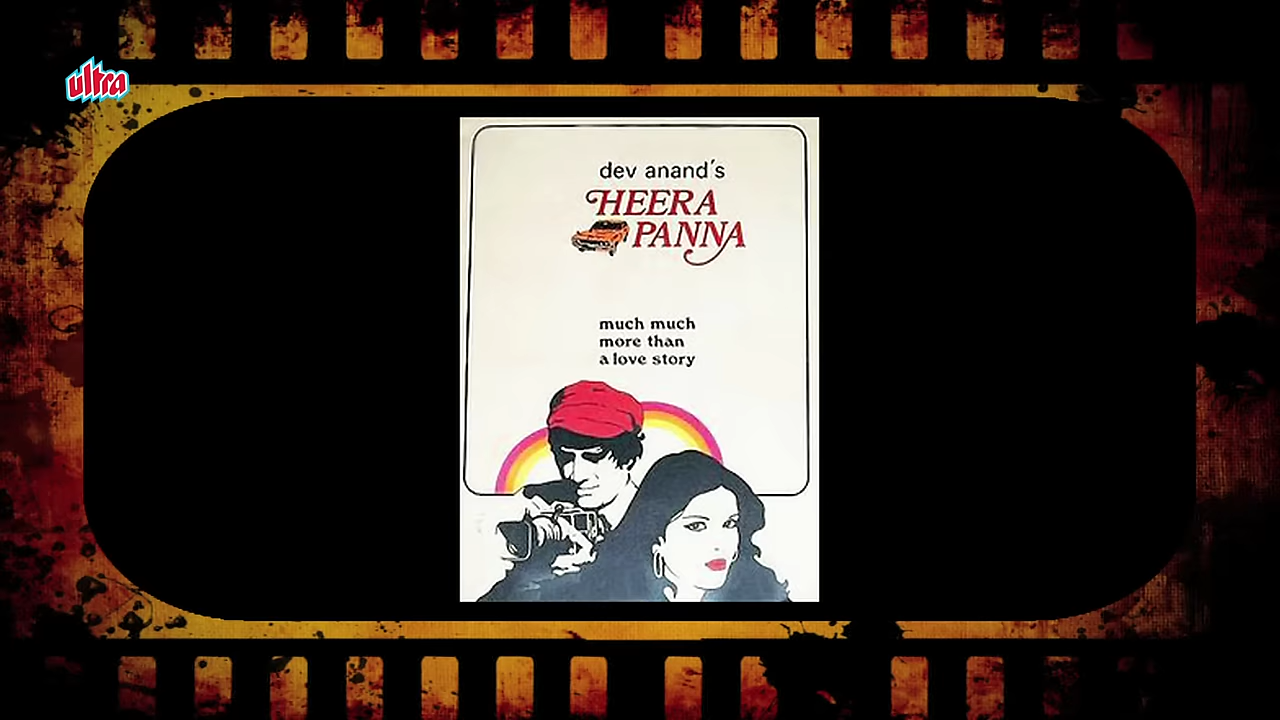 ultra
dev anand's
HEERA
PANNA
much much
more than
a love story